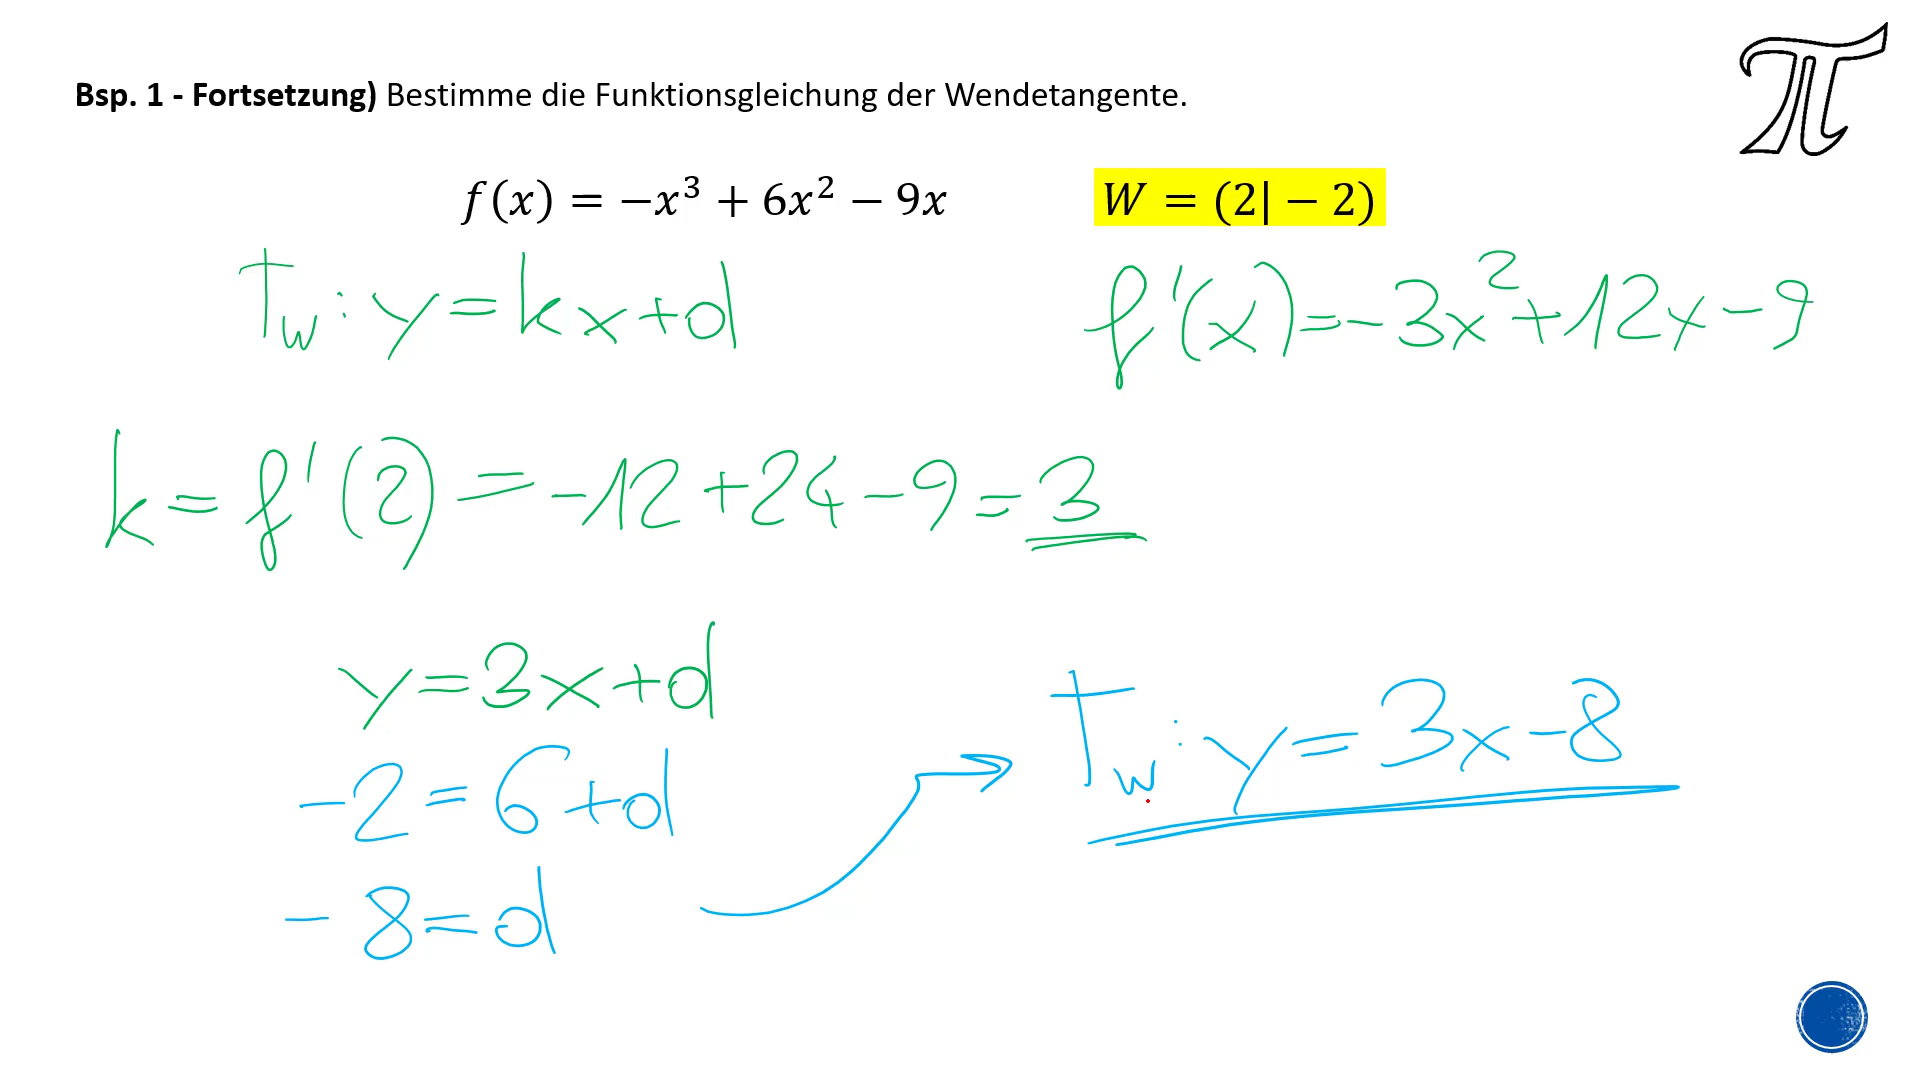 Bsp. 1 - Fortsetzung) Bestimme die Funktionsgleichung der Wendetangente.
f(x) = −x³ + 6x² − 9x
W = (2| − 2)
T_w: y = kx + d
f'(x) = −3x² + 12x − 9
k = f'(2) = −12 + 24 − 9 = 3
y = 3x + d
−2 = 6 + d
−8 = d
T_w: y = 3x − 8